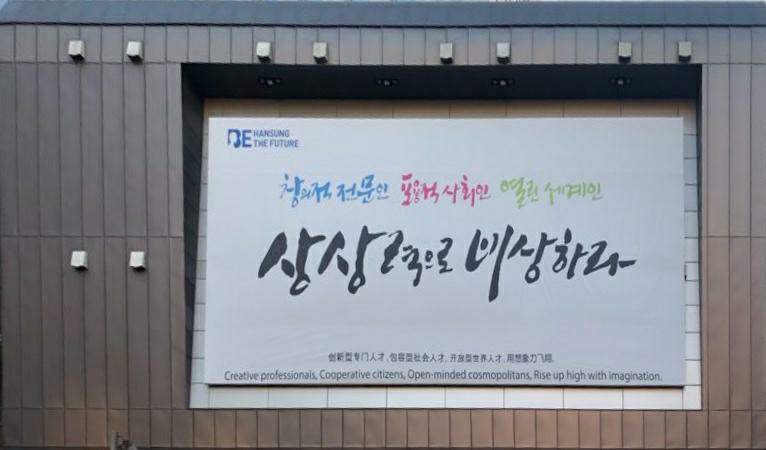 BE HANSUNG
THE FUTURE
창의적 전문인 포용적 사회인 열린 세계인
상상력으로 비상하라
创新型专门人才, 包容型社会人才, 开放型世界人才, 用想象力飞翔.
Creative professionals, Cooperative citizens, Open-minded cosmopolitans, Rise up high with imagination.